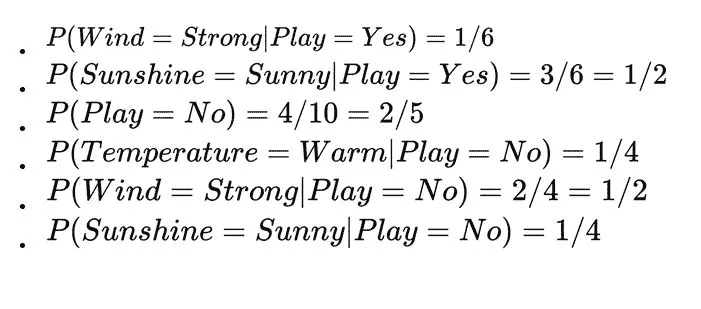 . P(Wind = Strong|Play = Yes) = 1/6
. P(Sunshine = Sunny|Play = Yes) = 3/6 = 1/2
. P(Play = No) = 4/10 = 2/5
. P(Temperature = Warm|Play = No) = 1/4
. P(Wind = Strong|Play = No) = 2/4 = 1/2
. P(Sunshine = Sunny|Play = No) = 1/4